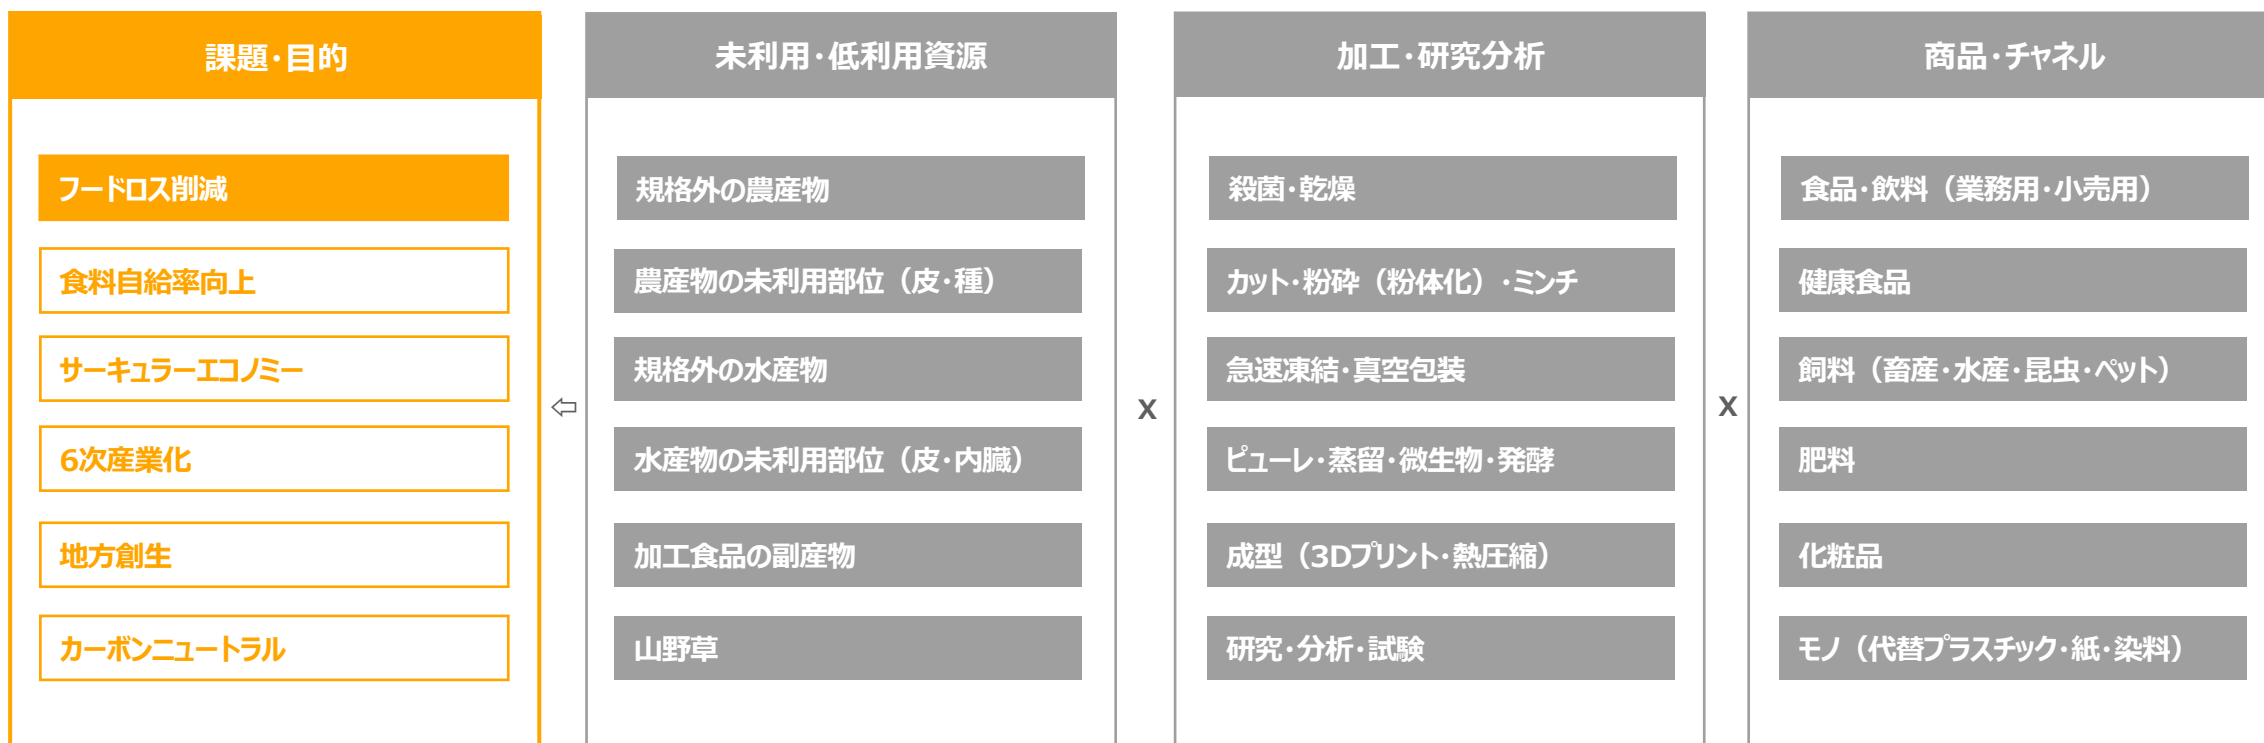 課題・目的
フードロス削減
食料自給率向上
サーキュラーエコノミー
6次産業化
地方創生
カーボンニュートラル
⇦
未利用・低利用資源
規格外の農産物
農産物の未利用部位（皮・種）
規格外の水産物
水産物の未利用部位（皮・内臓）
加工食品の副産物
山野草
X
加工・研究分析
殺菌・乾燥
カット・粉砕（粉体化）・ミンチ
急速凍結・真空包装
ピューレ・蒸留・微生物・発酵
成型（3Dプリント・熱圧縮）
研究・分析・試験
X
商品・チャネル
食品・飲料（業務用・小売用）
健康食品
飼料（畜産・水産・昆虫・ペット）
肥料
化粧品
モノ（代替プラスチック・紙・染料）